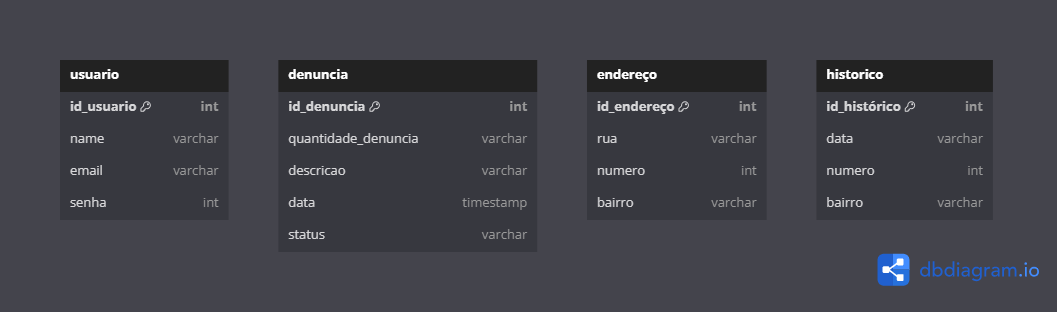 usuario
id_usuario int
name varchar
email varchar
senha int
denuncia
id_denuncia int
quantidade_denuncia varchar
descricao varchar
data timestamp
status varchar
endereço
id_endereço int
rua varchar
numero int
bairro varchar
historico
id_histórico int
data varchar
numero int
bairro varchar
dbdiagram.io